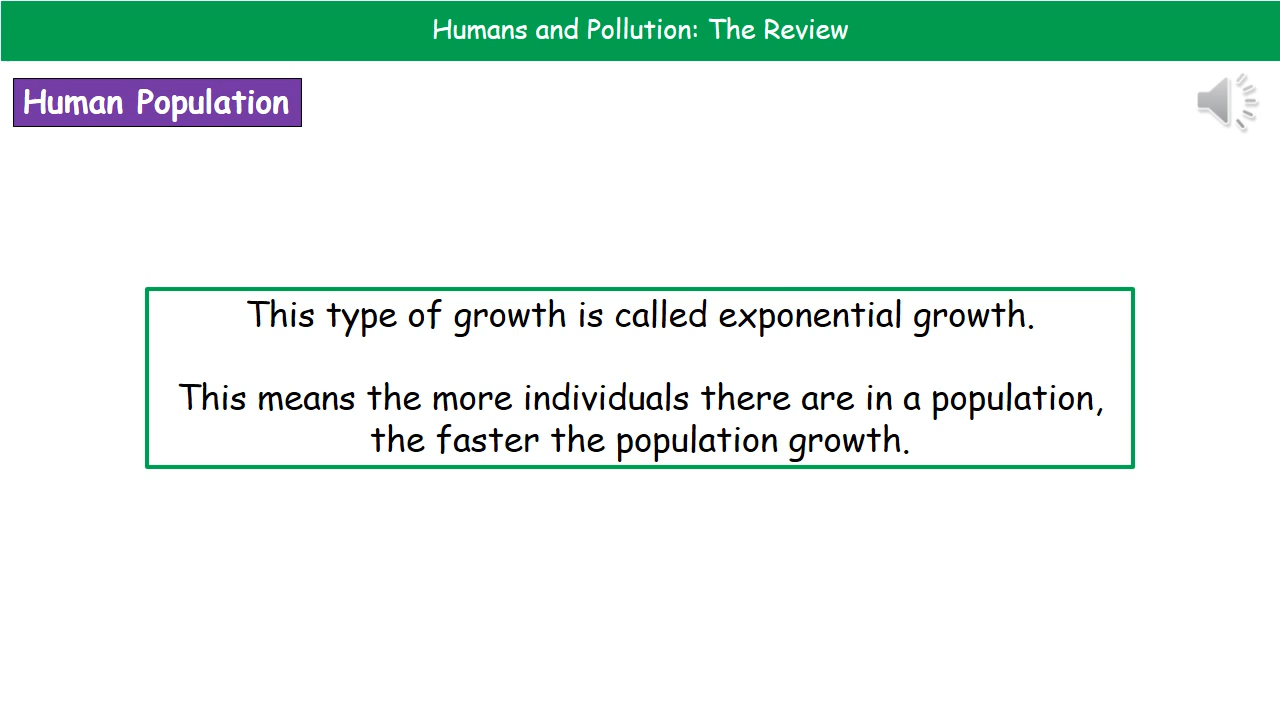 Humans and Pollution: The Review
Human Population
This type of growth is called exponential growth.
This means the more individuals there are in a population,
the faster the population growth.